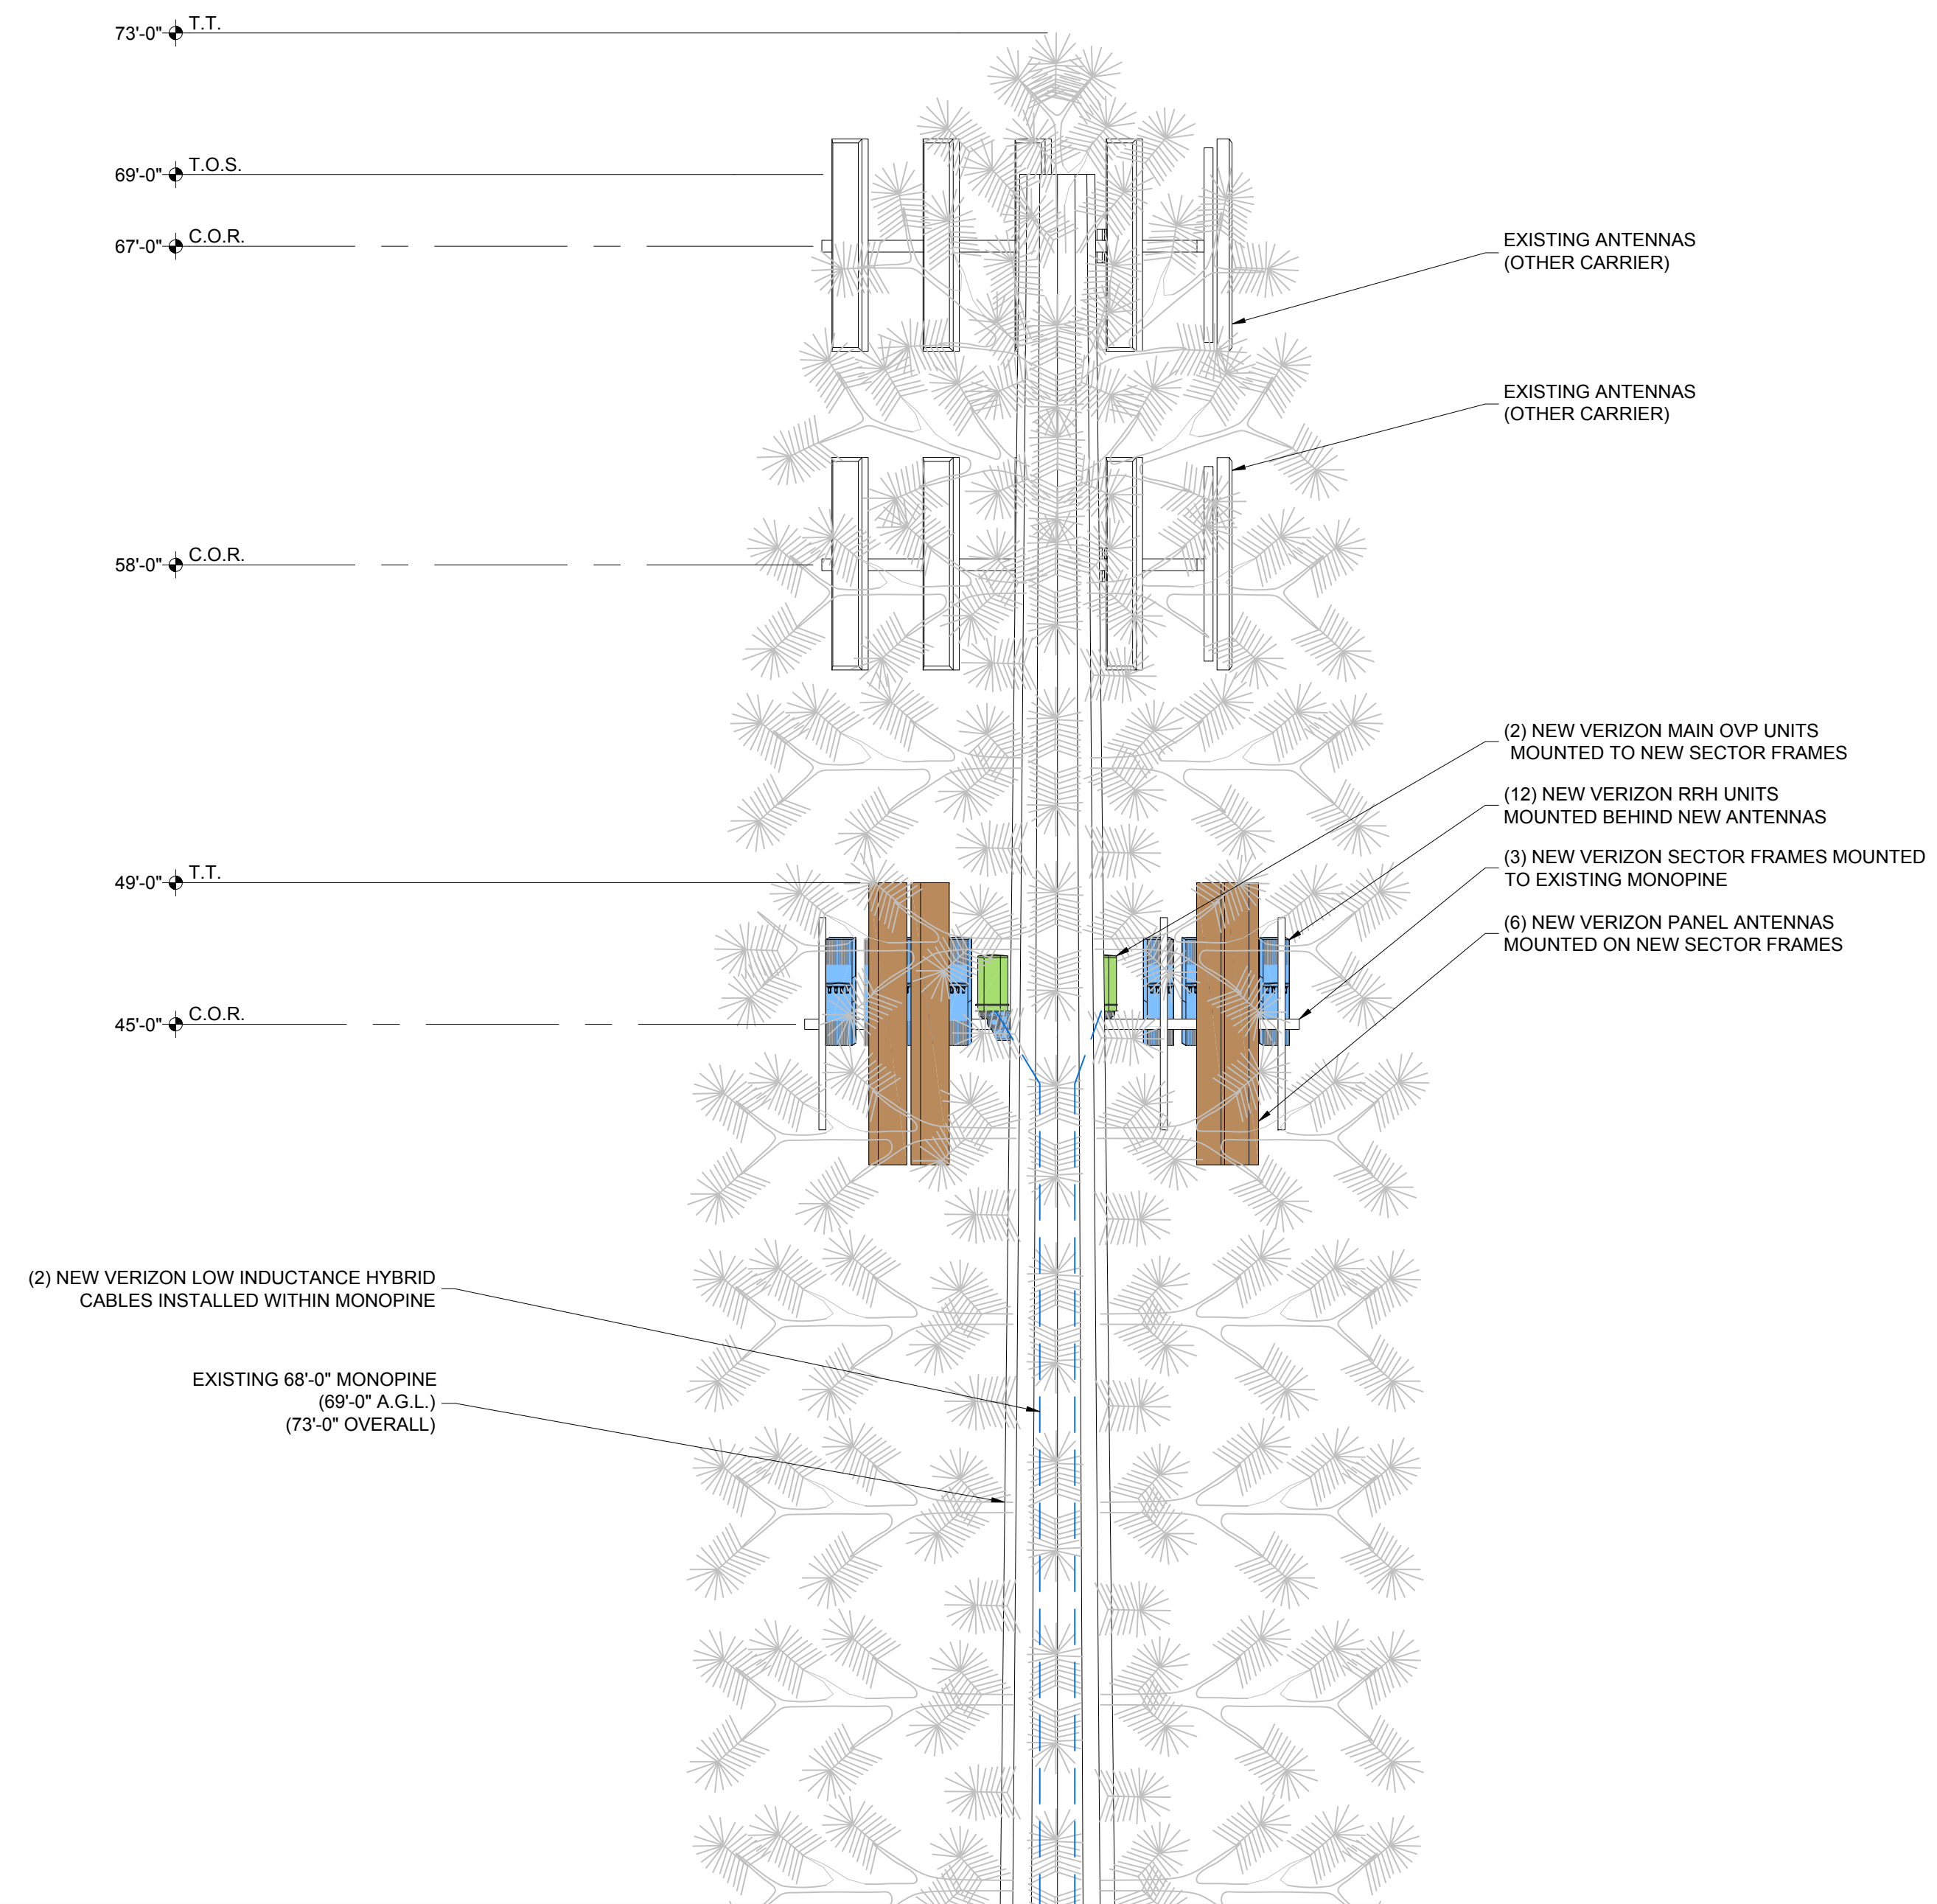 73'-0" T.T.
69'-0" T.O.S.
67'-0" C.O.R.
EXISTING ANTENNAS
(OTHER CARRIER)
EXISTING ANTENNAS
(OTHER CARRIER)
58'-0" C.O.R.
(2) NEW VERIZON MAIN OVP UNITS
MOUNTED TO NEW SECTOR FRAMES
(12) NEW VERIZON RRH UNITS
MOUNTED BEHIND NEW ANTENNAS
(3) NEW VERIZON SECTOR FRAMES MOUNTED
TO EXISTING MONOPINE
49'-0" T.T.
(6) NEW VERIZON PANEL ANTENNAS
MOUNTED ON NEW SECTOR FRAMES
45'-0" C.O.R.
(2) NEW VERIZON LOW INDUCTANCE HYBRID
CABLES INSTALLED WITHIN MONOPINE
EXISTING 68'-0" MONOPINE
(69'-0" A.G.L.)
(73'-0" OVERALL)